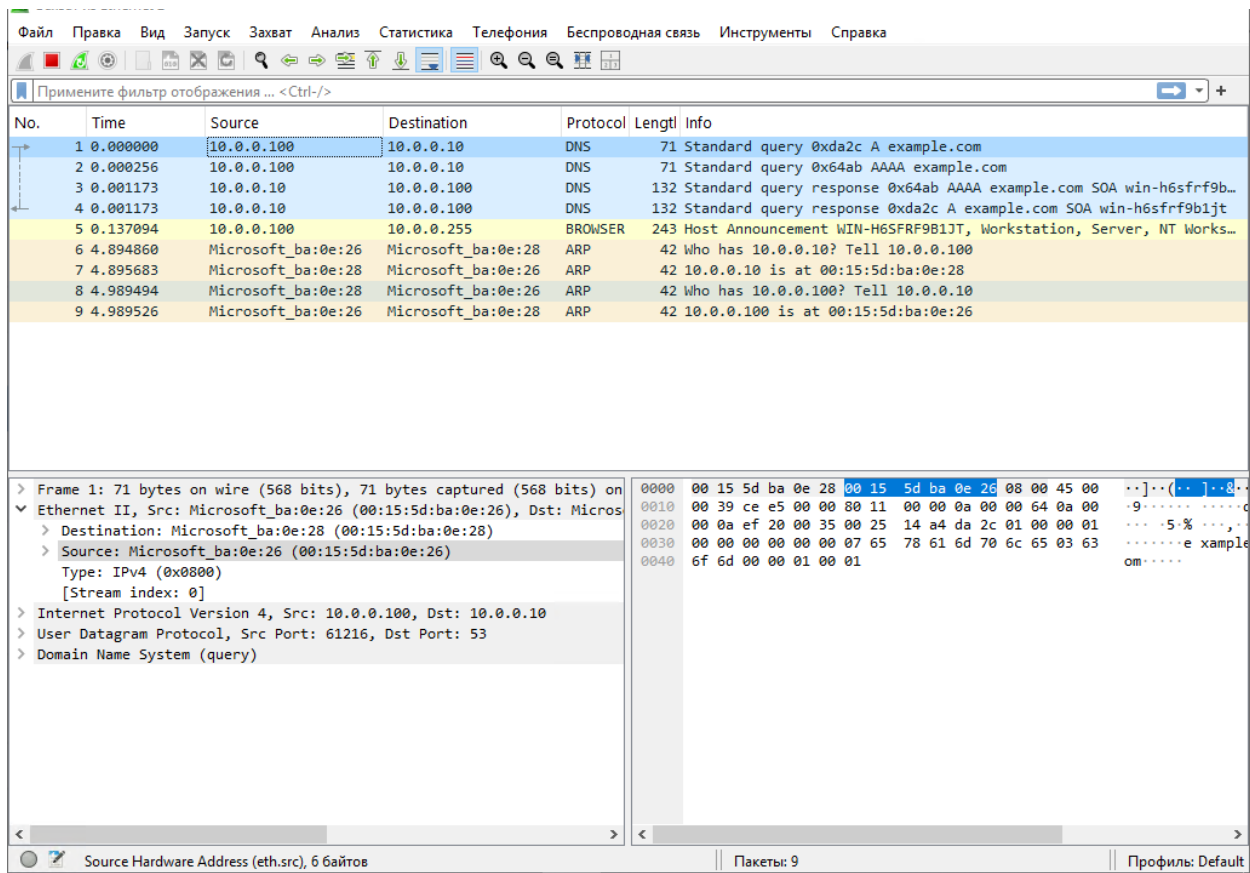 Файл Правка Вид Запуск Захват Анализ Статистика Телефония Беспроводная связь Инструменты Справка
Примените фильтр отображения ... <Ctrl-/>
No. Time Source Destination Protocol Lengtl Info
1 0.000000 10.0.0.100 10.0.0.10 DNS 71 Standard query 0xda2c A example.com
2 0.000256 10.0.0.100 10.0.0.10 DNS 71 Standard query 0x64ab AAAA example.com
3 0.001173 10.0.0.10 10.0.0.100 DNS 132 Standard query response 0x64ab AAAA example.com SOA win-h6sfrf9b…
4 0.001173 10.0.0.10 10.0.0.100 DNS 132 Standard query response 0xda2c A example.com SOA win-h6sfrf9b1jt
5 0.137094 10.0.0.100 10.0.0.255 BROWSER 243 Host Announcement WIN-H6SFRF9B1JT, Workstation, Server, NT Works…
6 4.894860 Microsoft_ba:0e:26 Microsoft_ba:0e:28 ARP 42 Who has 10.0.0.10? Tell 10.0.0.100
7 4.895683 Microsoft_ba:0e:28 Microsoft_ba:0e:26 ARP 42 10.0.0.10 is at 00:15:5d:ba:0e:28
8 4.989494 Microsoft_ba:0e:28 Microsoft_ba:0e:26 ARP 42 Who has 10.0.0.100? Tell 10.0.0.10
9 4.989526 Microsoft_ba:0e:26 Microsoft_ba:0e:28 ARP 42 10.0.0.100 is at 00:15:5d:ba:0e:26
Frame 1: 71 bytes on wire (568 bits), 71 bytes captured (568 bits) on
Ethernet II, Src: Microsoft_ba:0e:26 (00:15:5d:ba:0e:26), Dst: Micros
Destination: Microsoft_ba:0e:28 (00:15:5d:ba:0e:28)
Source: Microsoft_ba:0e:26 (00:15:5d:ba:0e:26)
Type: IPv4 (0x0800)
[Stream index: 0]
Internet Protocol Version 4, Src: 10.0.0.100, Dst: 10.0.0.10
User Datagram Protocol, Src Port: 61216, Dst Port: 53
Domain Name System (query)
0000 00 15 5d ba 0e 28 00 15 5d ba 0e 26 08 00 45 00 ··]··(·· ]··&··
0010 00 39 ce e5 00 00 80 11 00 00 0a 00 00 64 0a 00 ·9······ ·····d
0020 00 0a ef 20 00 35 00 25 14 a4 da 2c 01 00 00 01 ··· ·5·% ···,··
0030 00 00 00 00 00 00 07 65 78 61 6d 70 6c 65 03 63 ·······e xample
0040 6f 6d 00 00 01 00 01 om·····
Source Hardware Address (eth.src), 6 байтов Пакеты: 9 Профиль: Default